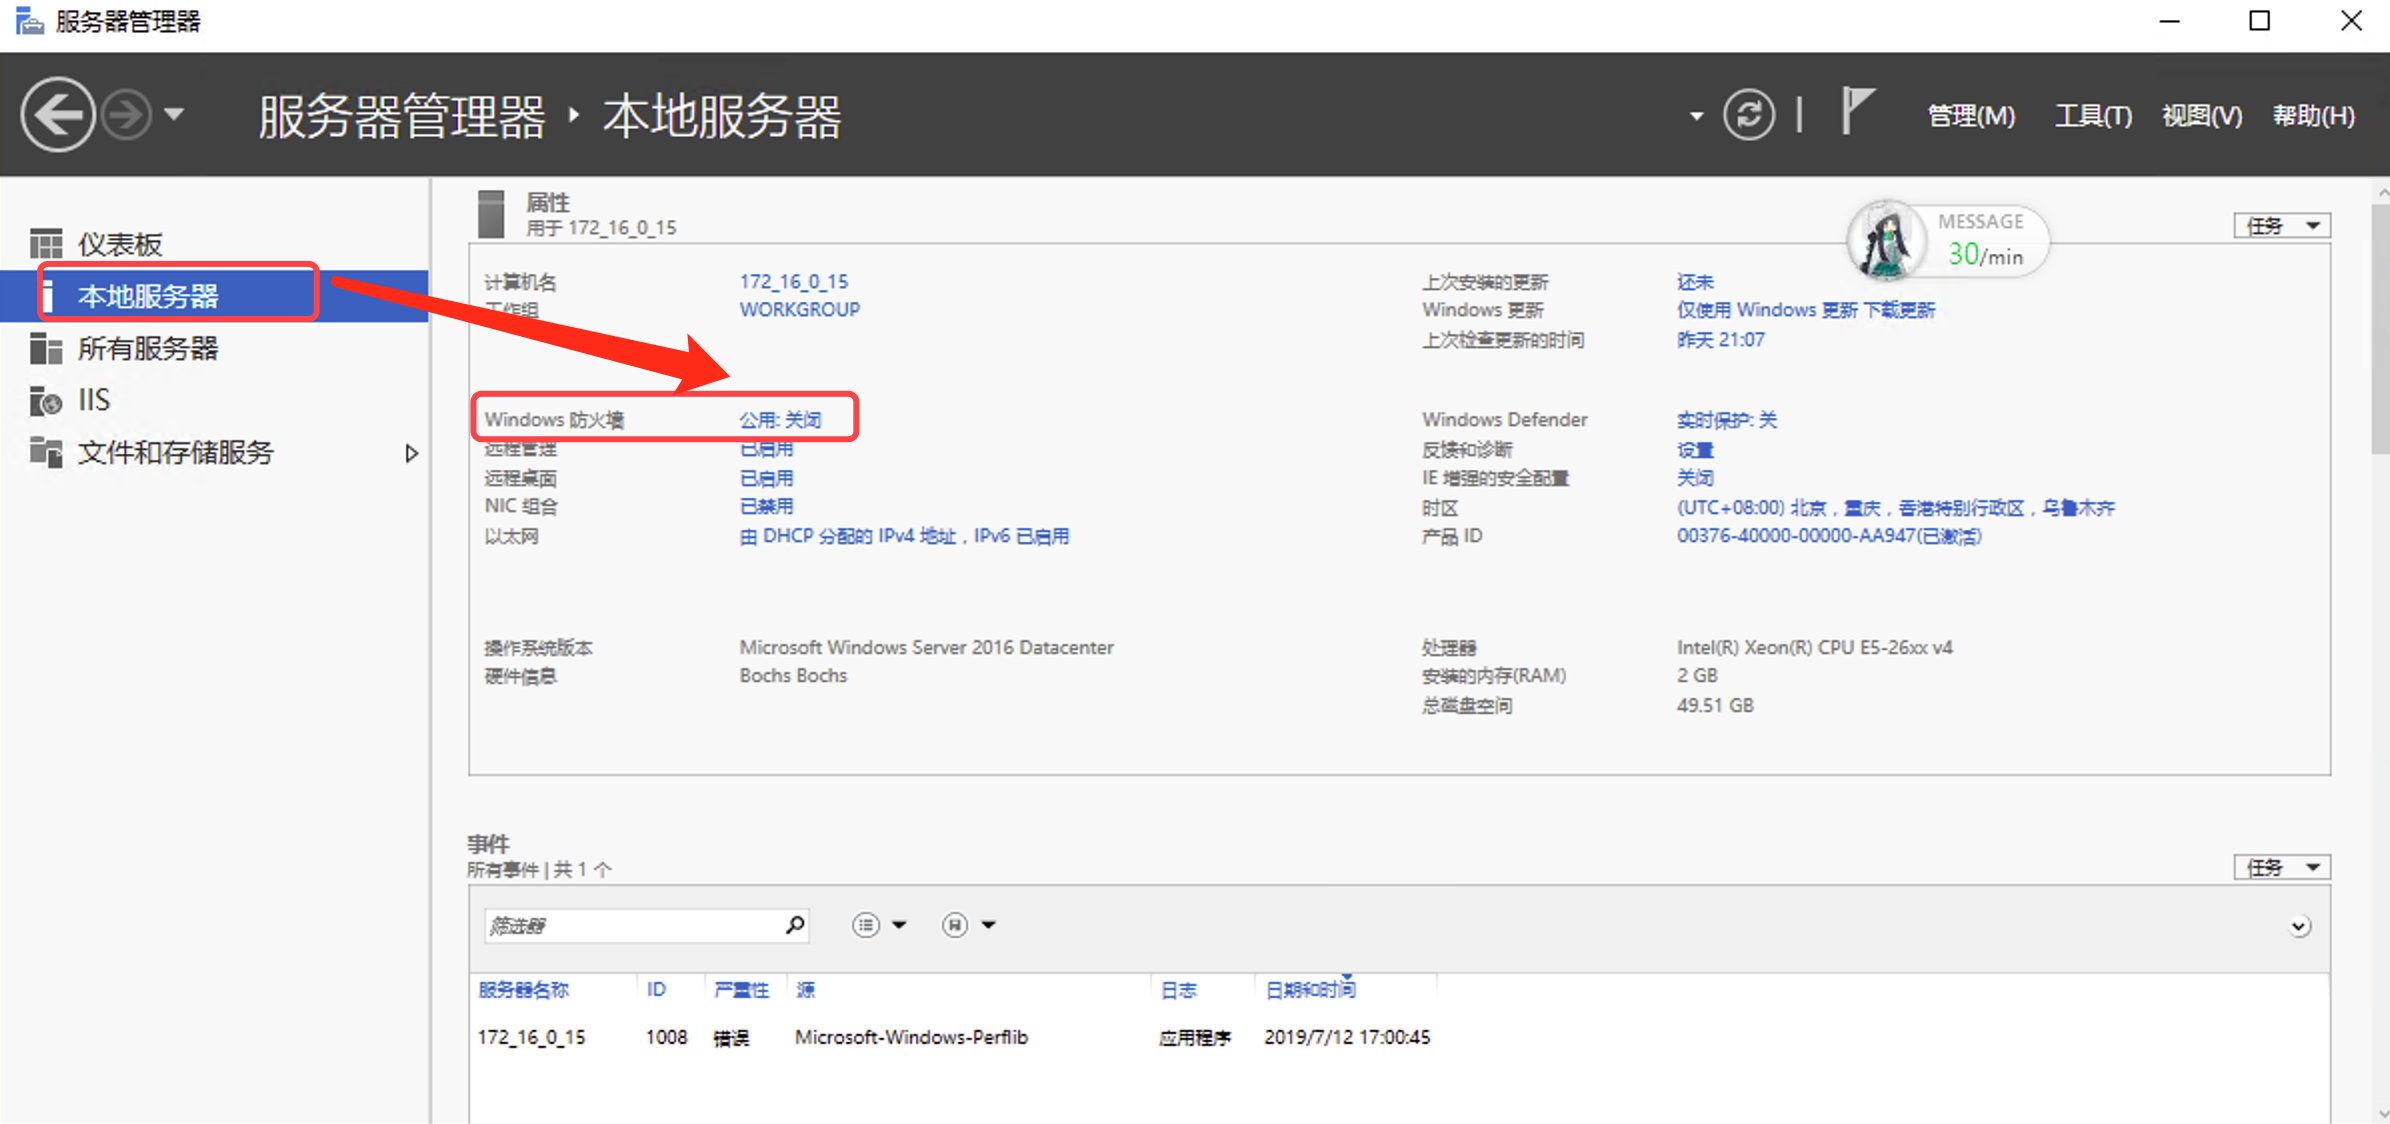 服务器管理器
服务器管理器 ‣ 本地服务器
管理(M) 工具(T) 视图(V) 帮助(H)
仪表板
本地服务器
所有服务器
IIS
文件和存储服务
属性
用于 172_16_0_15
MESSAGE
30/min
任务
计算机名 172_16_0_15 上次安装的更新 还未
工作组 WORKGROUP Windows 更新 仅使用 Windows 更新 下载更新
上次检查更新的时间 昨天 21:07
Windows 防火墙 公用: 关闭 Windows Defender 实时保护: 关
远程管理 已启用 反馈和诊断 设置
远程桌面 已启用 IE 增强的安全配置 关闭
NIC 组合 已禁用 时区 (UTC+08:00) 北京，重庆，香港特别行政区，乌鲁木齐
以太网 由 DHCP 分配的 IPv4 地址，IPv6 已启用 产品 ID 00376-40000-00000-AA947(已激活)
操作系统版本 Microsoft Windows Server 2016 Datacenter 处理器 Intel(R) Xeon(R) CPU E5-26xx v4
硬件信息 Bochs Bochs 安装的内存(RAM) 2 GB
总磁盘空间 49.51 GB
事件
所有事件 | 共 1 个
任务
筛选器
服务器名称 ID 严重性 源 日志 日期和时间
172_16_0_15 1008 错误 Microsoft-Windows-Perflib 应用程序 2019/7/12 17:00:45